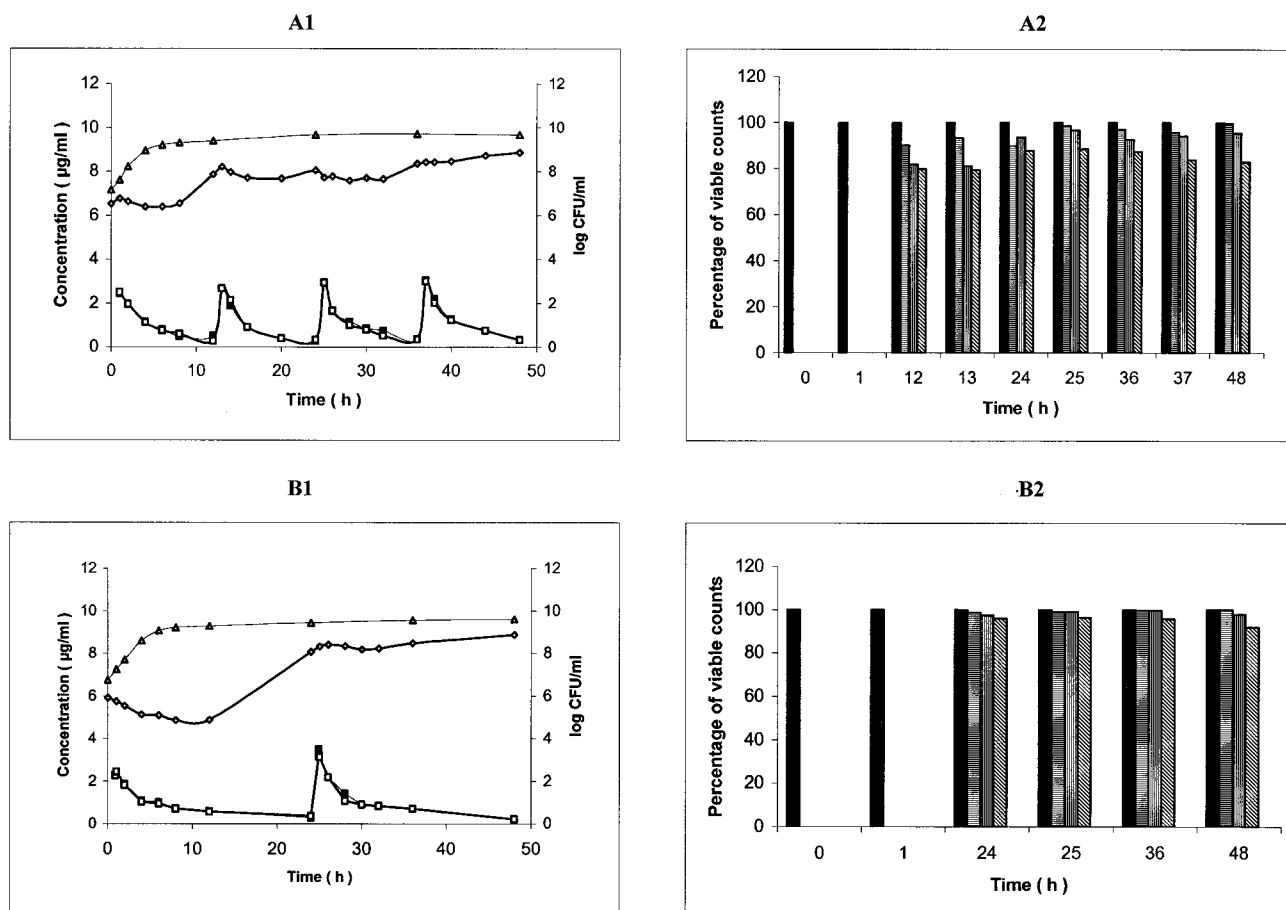 A1
12
10
8
6
4
2
0
Concentration ( µg/ml )
12
10
8
6
4
2
0
log CFU/ml
0 10 20 30 40 50
Time ( h )
A2
120
100
80
60
40
20
0
Percentage of viable counts
0 1 12 13 24 25 36 37 48
Time ( h )
B1
12
10
8
6
4
2
0
Concentration ( µg/ml )
12
10
8
6
4
2
0
log CFU/ml
0 10 20 30 40 50
Time ( h )
B2
120
100
80
60
40
20
0
Percentage of viable counts
0 1 24 25 36 48
Time ( h )